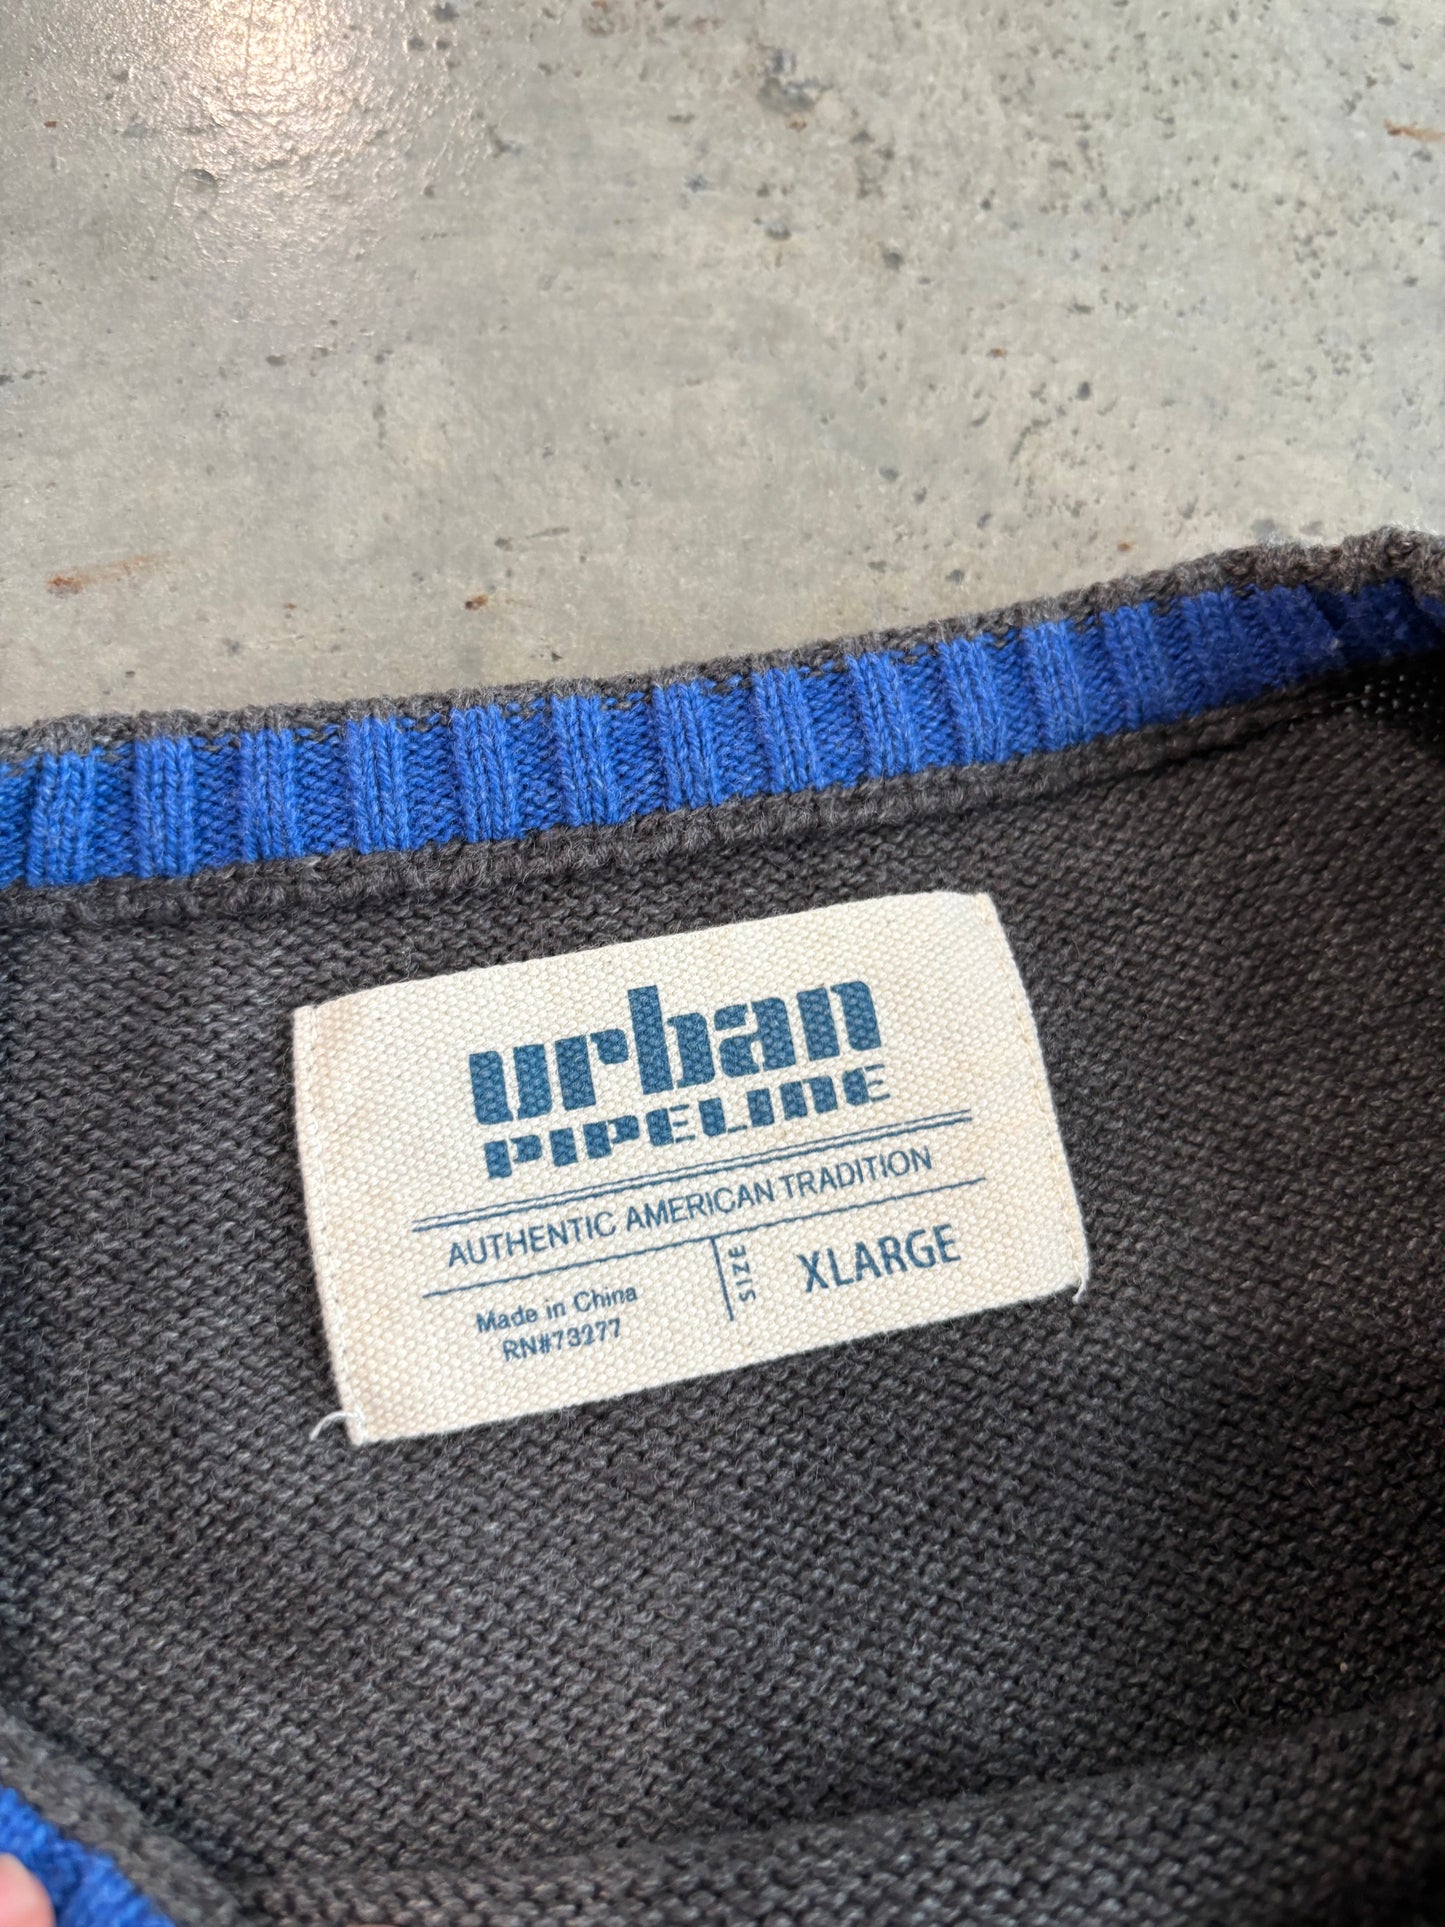 urban
PIPELINE
AUTHENTIC AMERICAN TRADITION
Made in China
RN#73277
SIZE
XLARGE